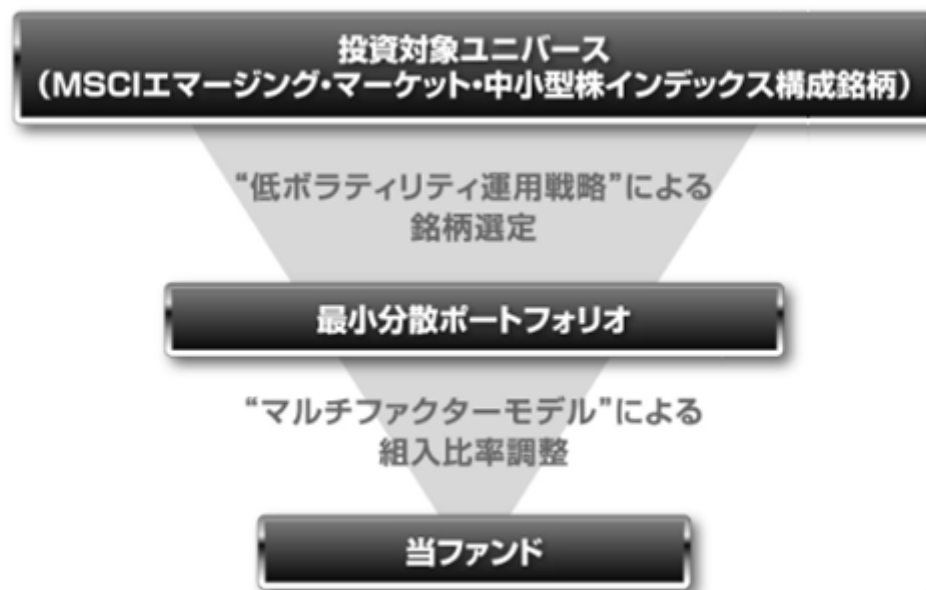 投資対象ユニバース
（MSCIエマージング・マーケット・中小型株インデックス構成銘柄）
“低ボラティリティ運用戦略”による
銘柄選定
最小分散ポートフォリオ
“マルチファクターモデル”による
組入比率調整
当ファンド